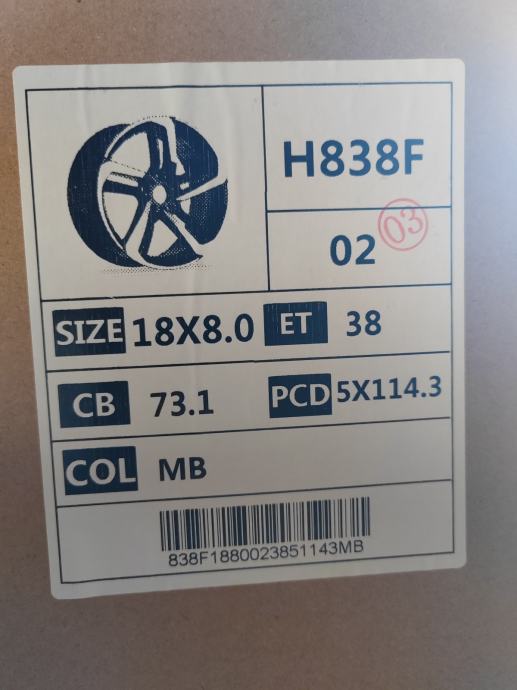 H838F
02
03
SIZE 18X8.0 ET 38
CB 73.1 PCD 5X114.3
COL MB
838F1880023851143MB